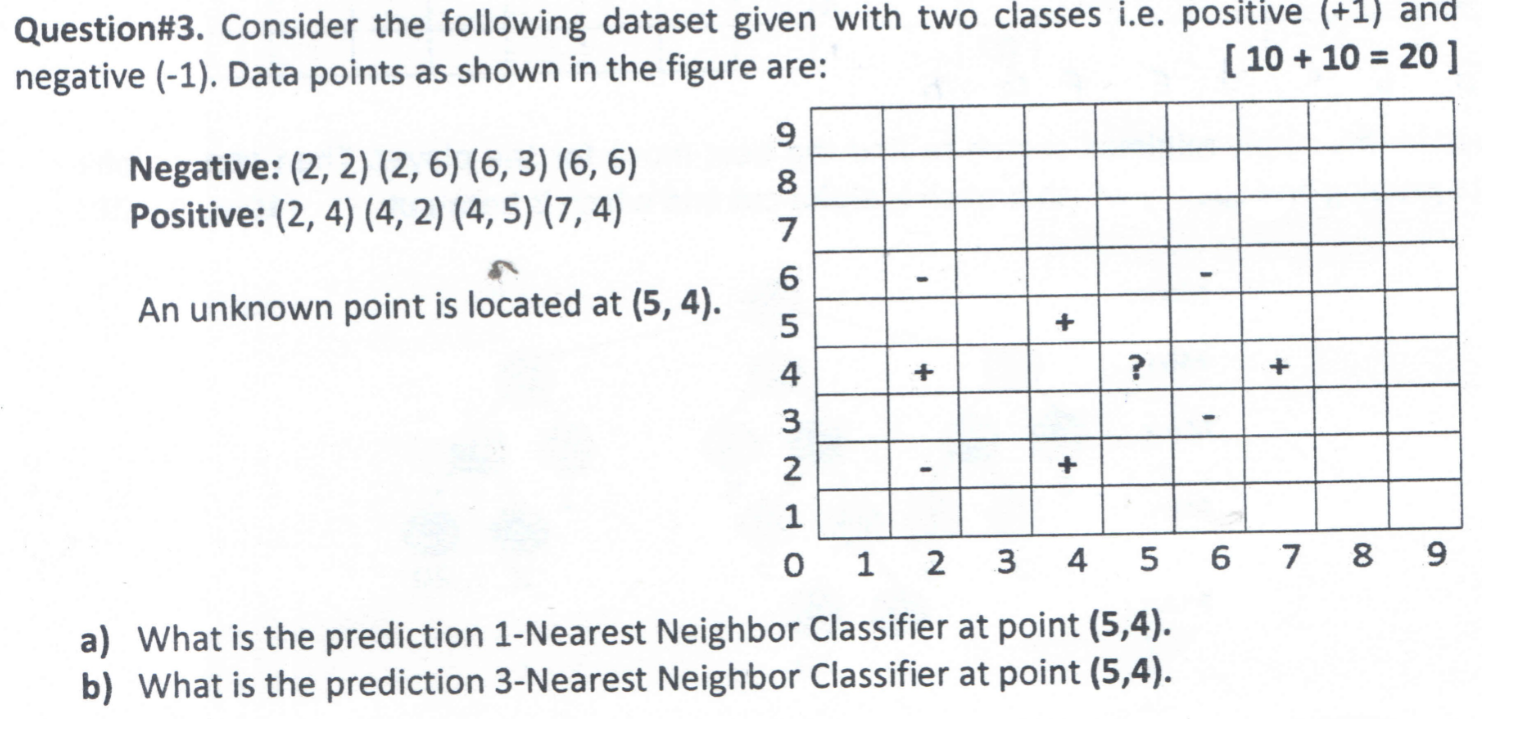 Question#3. Consider the following dataset given with two classes i.e. positive (+1) and
negative (-1). Data points as shown in the figure are: [ 10 + 10 = 20 ]
Negative: (2, 2) (2, 6) (6, 3) (6, 6)
Positive: (2, 4) (4, 2) (4, 5) (7, 4)
An unknown point is located at (5, 4).
9
8
7
6 - -
5 +
4 + ? +
3 -
2 - +
1
0 1 2 3 4 5 6 7 8 9
a) What is the prediction 1-Nearest Neighbor Classifier at point (5,4).
b) What is the prediction 3-Nearest Neighbor Classifier at point (5,4).